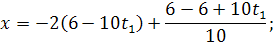 x = −2(6 − 10t₁) + (6 − 6 + 10t₁)/10;